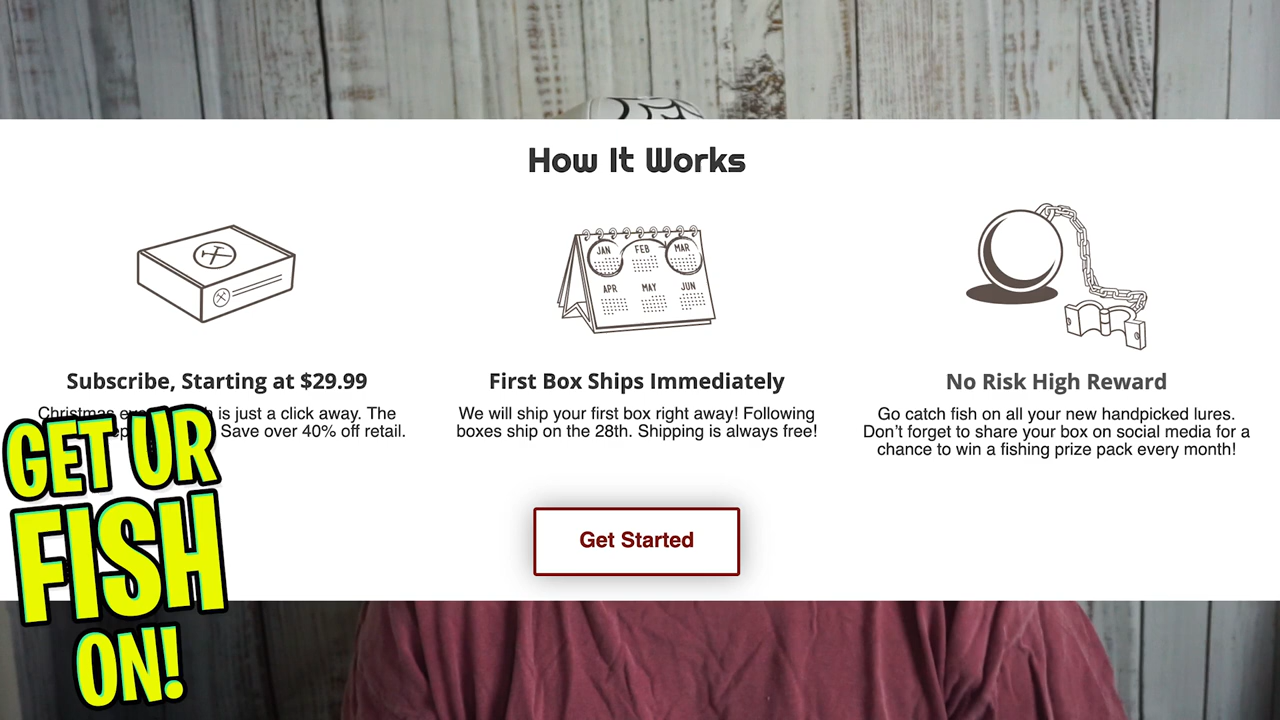 How It Works
JAN FEB MAR
APR MAY JUN
Subscribe, Starting at $29.99
Christmas is just a click away. The
Save over 40% off retail.
First Box Ships Immediately
We will ship your first box right away! Following
boxes ship on the 28th. Shipping is always free!
No Risk High Reward
Go catch fish on all your new handpicked lures.
Don't forget to share your box on social media for a
chance to win a fishing prize pack every month!
Get Started
GET UR
FISH
ON!